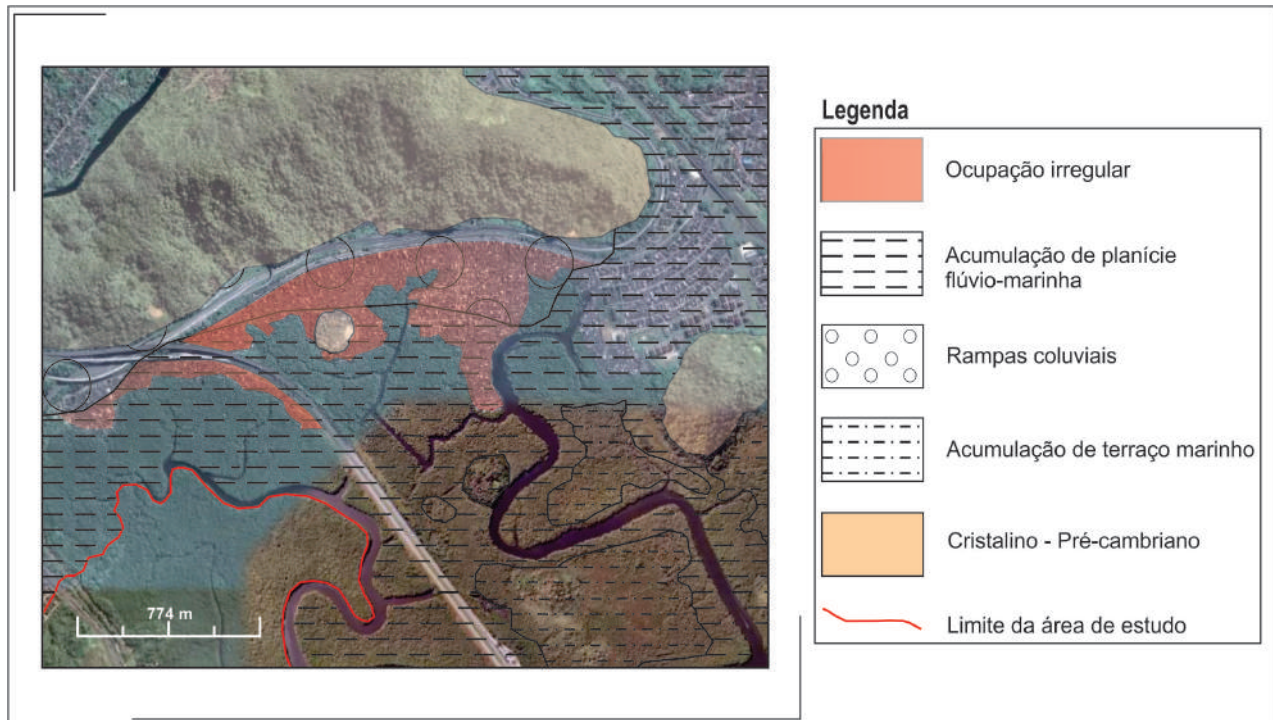 Legenda
Ocupação irregular
Acumulação de planície
flúvio-marinha
Rampas coluviais
Acumulação de terraço marinho
Cristalino - Pré-cambriano
Limite da área de estudo
774 m